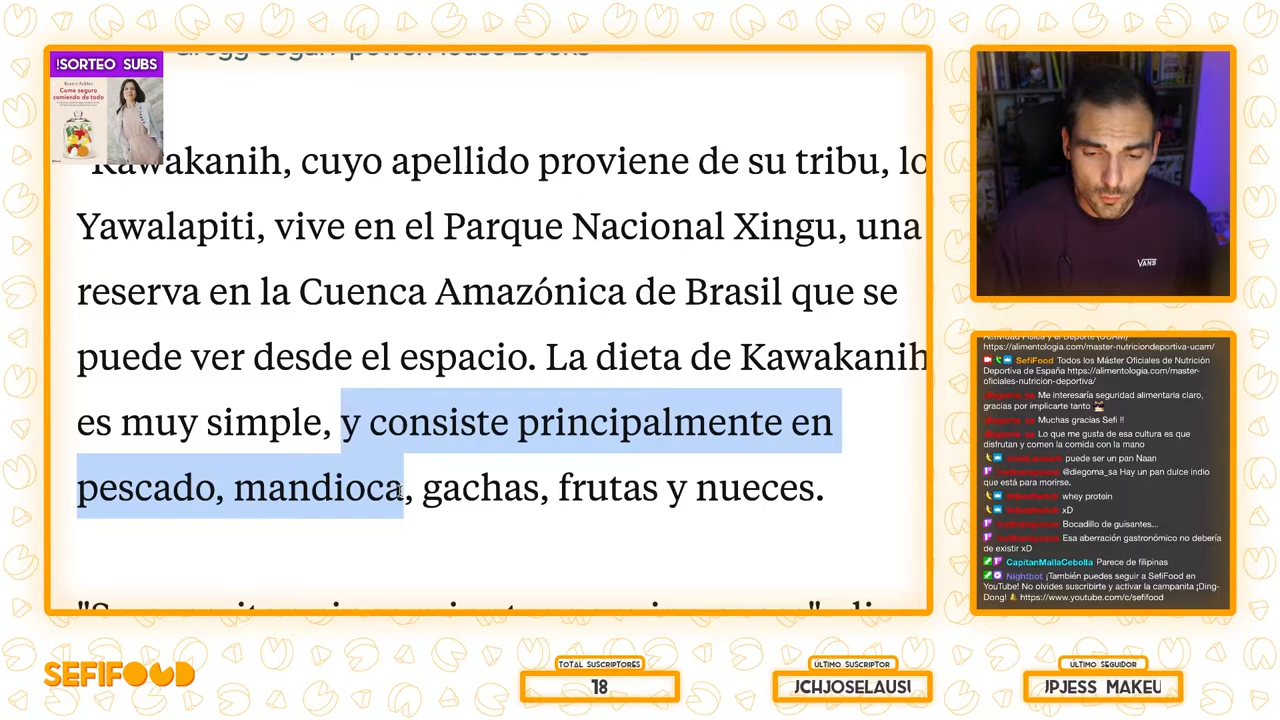 !SORTEO SUBS
Come seguro
comiendo de todo
Kawakanih, cuyo apellido proviene de su tribu, lo
Yawalapiti, vive en el Parque Nacional Xingu, una
reserva en la Cuenca Amazónica de Brasil que se
puede ver desde el espacio. La dieta de Kawakanih
es muy simple, y consiste principalmente en
pescado, mandioca, gachas, frutas y nueces.
VANS
https://alimentologia.com/master-nutriciondeportiva-ucam/
SefiFood Todos los Máster Oficiales de Nutrición
Deportiva de España https://alimentologia.com/master-
oficiales-nutricion-deportiva/
Me interesaría seguridad alimentaria claro,
gracias por implicarte tanto
Muchas gracias Sefi !!
Lo que me gusta de esa cultura es que
disfrutan y comen la comida con la mano
puede ser un pan Naan
@diegoma_sa Hay un pan dulce indio
que está para morirse.
whey protein
xD
Bocadillo de guisantes...
Esa aberración gastronómico no debería
de existir xD
CapitanMallaCebolla Parece de filipinas
Nightbot ¡También puedes seguir a SefiFood en
YouTube! No olvides suscribirte y activar la campanita ¡Ding-
Dong! https://www.youtube.com/c/sefifood
SEFIFOOD
TOTAL SUSCRIPTORES
18
ÚLTIMO SUSCRIPTOR
JCHJOSELAUSU
ÚLTIMO SEGUIDOR
JPJESS MAKEU